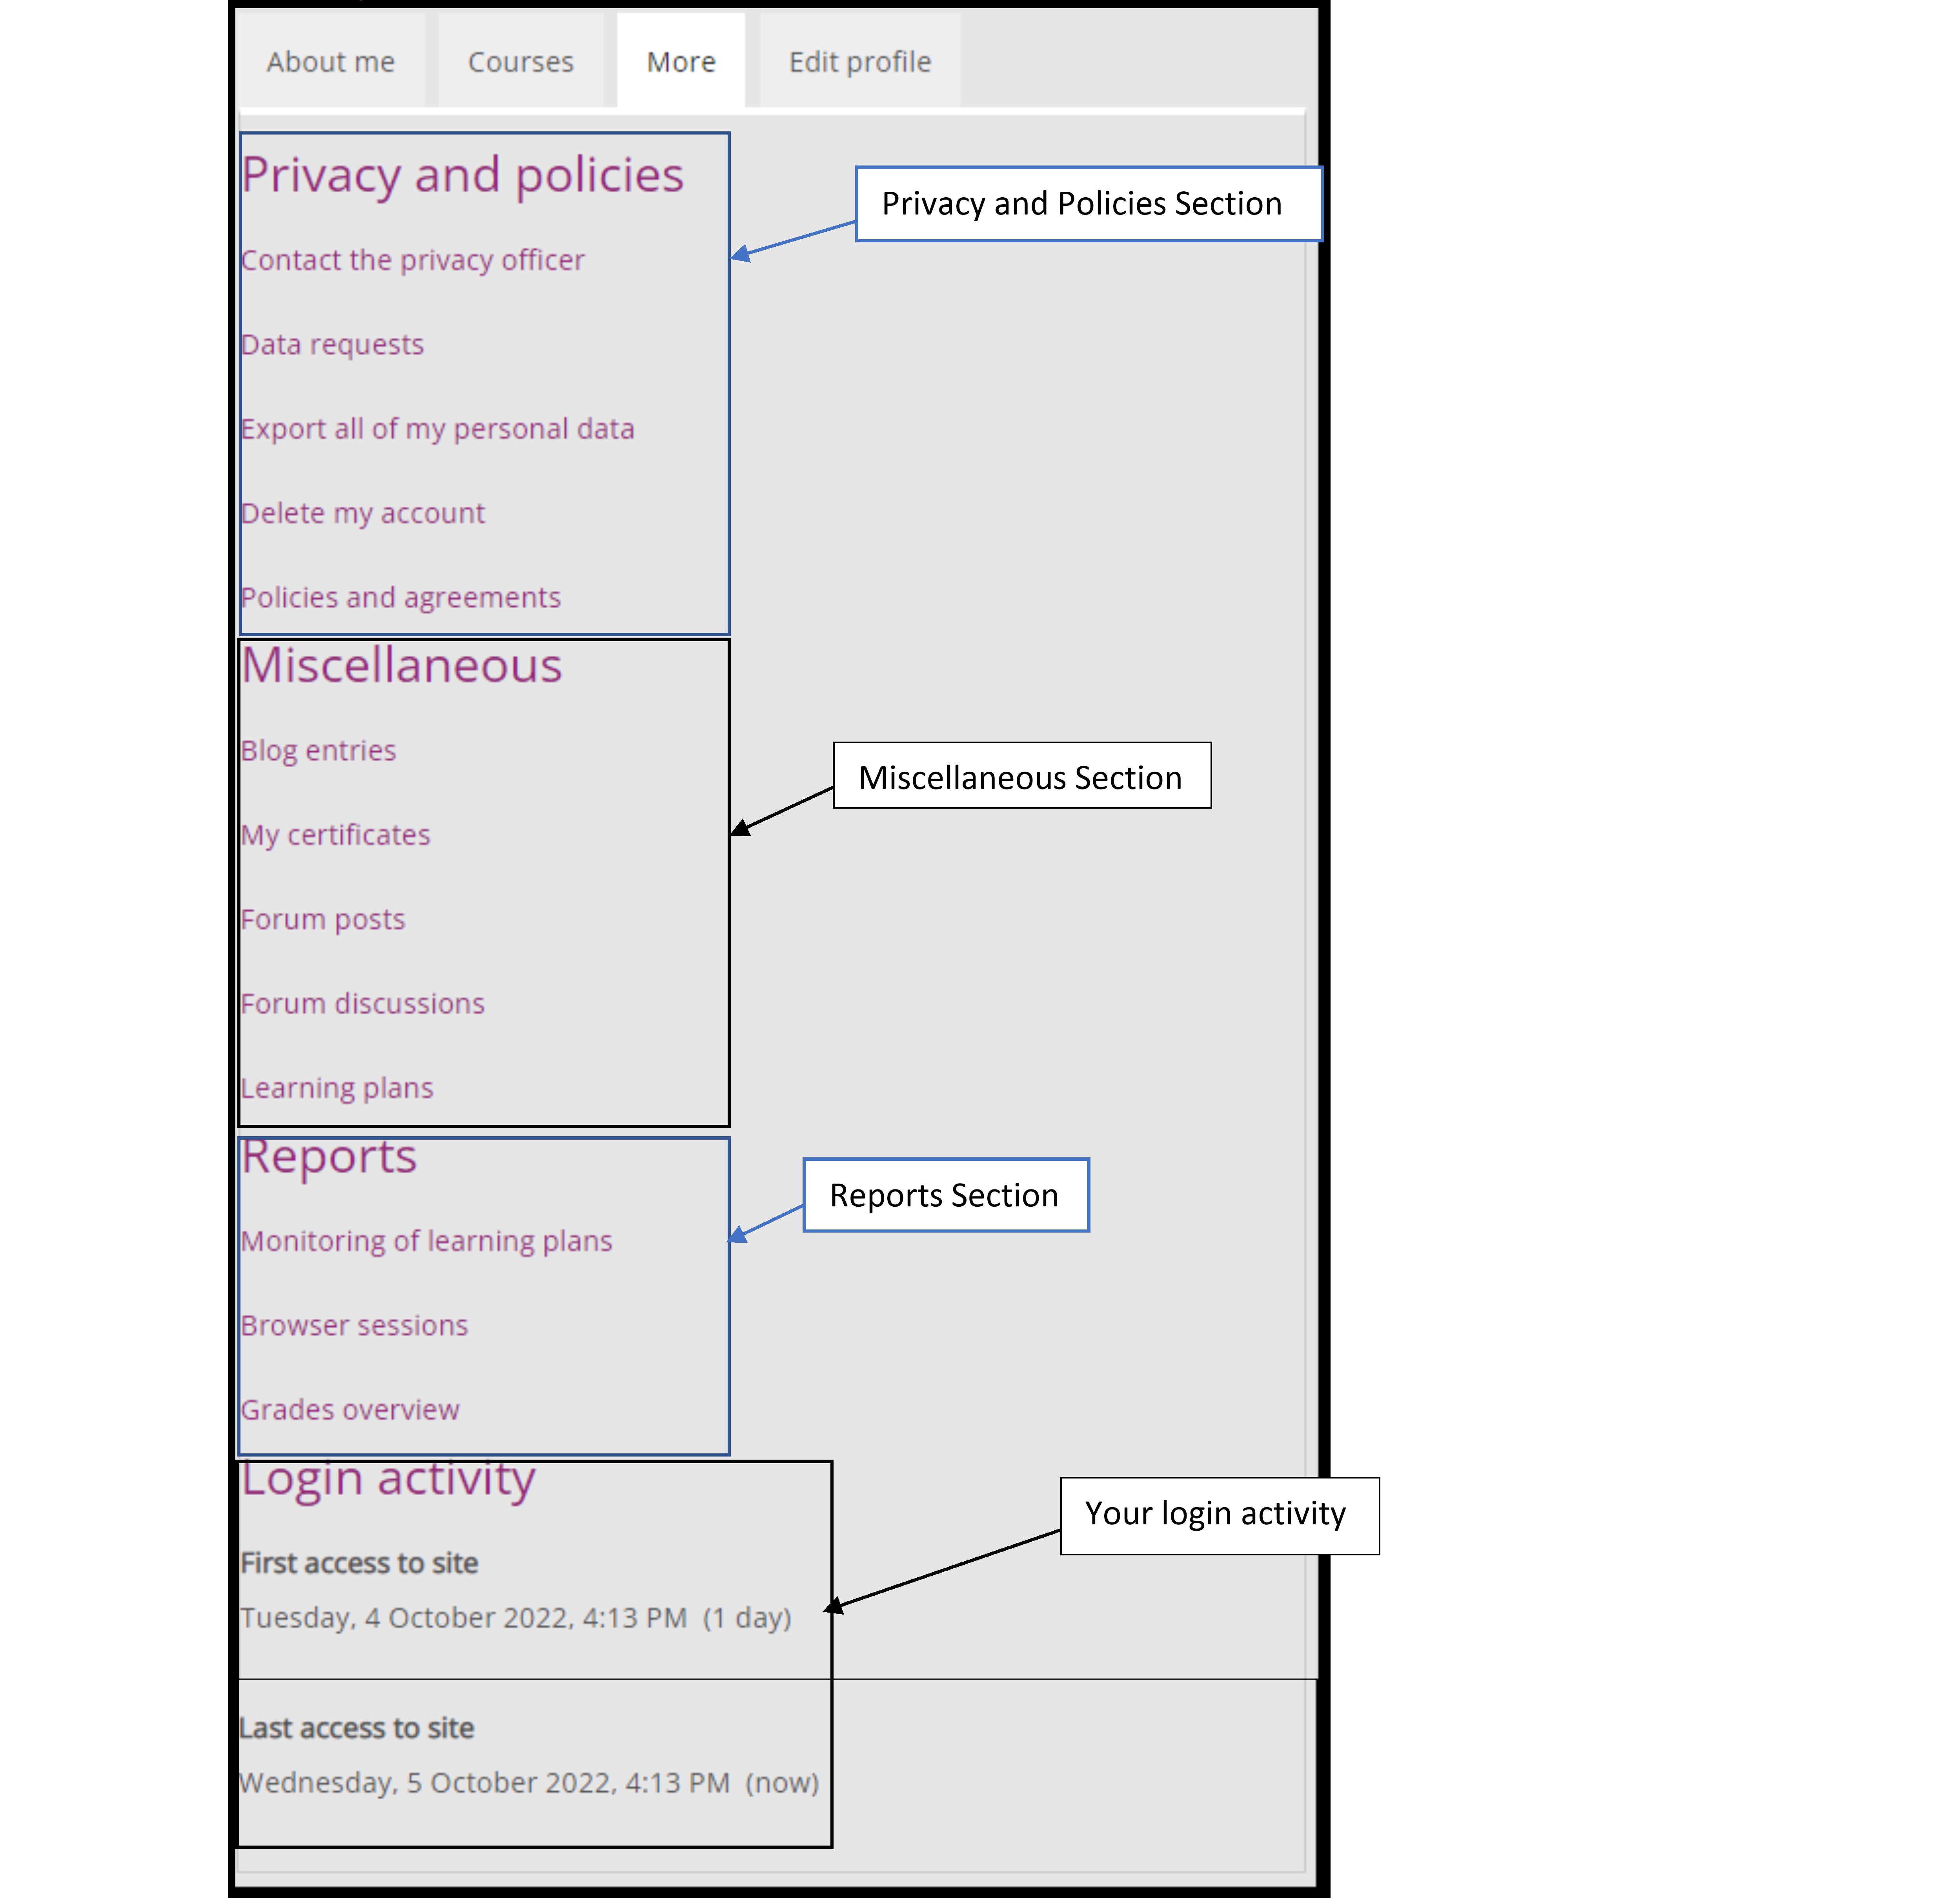 About me Courses More Edit profile
Privacy and policies
Privacy and Policies Section
Contact the privacy officer
Data requests
Export all of my personal data
Delete my account
Policies and agreements
Miscellaneous
Blog entries
Miscellaneous Section
My certificates
Forum posts
Forum discussions
Learning plans
Reports
Reports Section
Monitoring of learning plans
Browser sessions
Grades overview
Login activity
Your login activity
First access to site
Tuesday, 4 October 2022, 4:13 PM (1 day)
Last access to site
Wednesday, 5 October 2022, 4:13 PM (now)